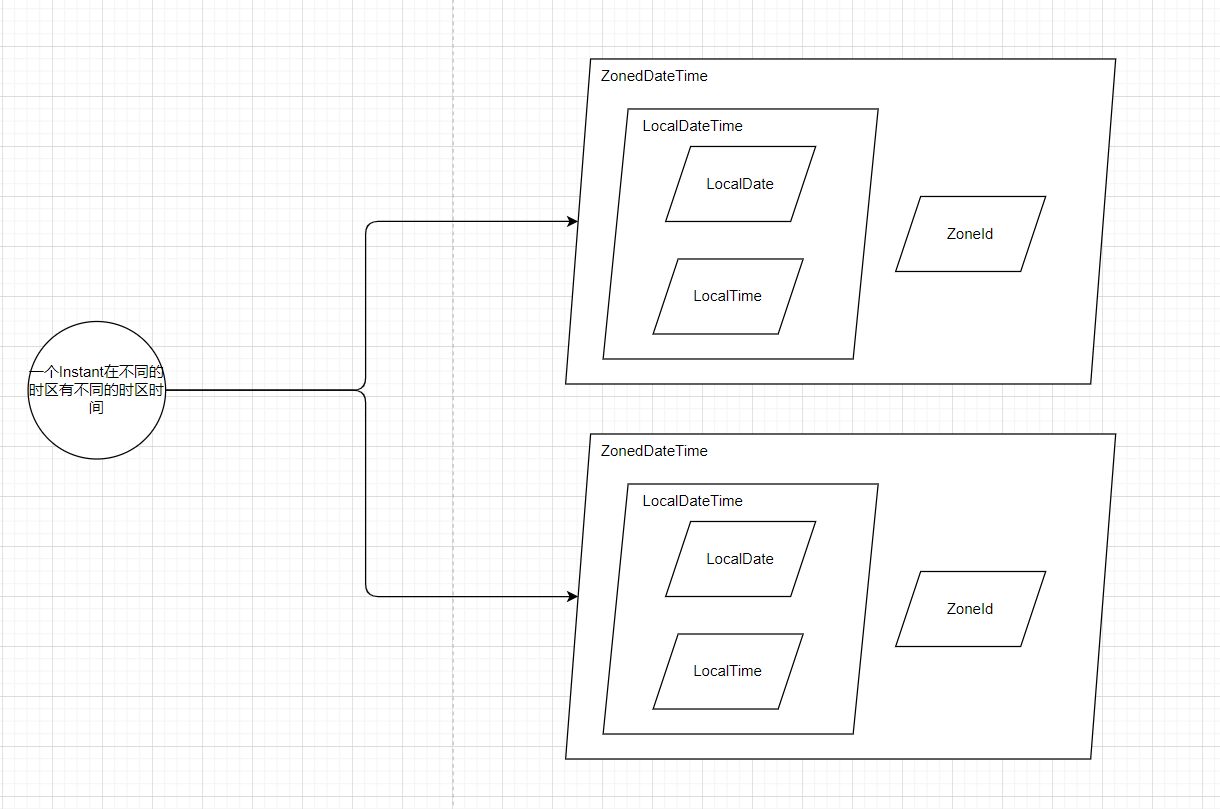 一个Instant在不同的
时区有不同的时区时
间
ZonedDateTime
LocalDateTime
LocalDate
ZoneId
LocalTime
ZonedDateTime
LocalDateTime
LocalDate
ZoneId
LocalTime